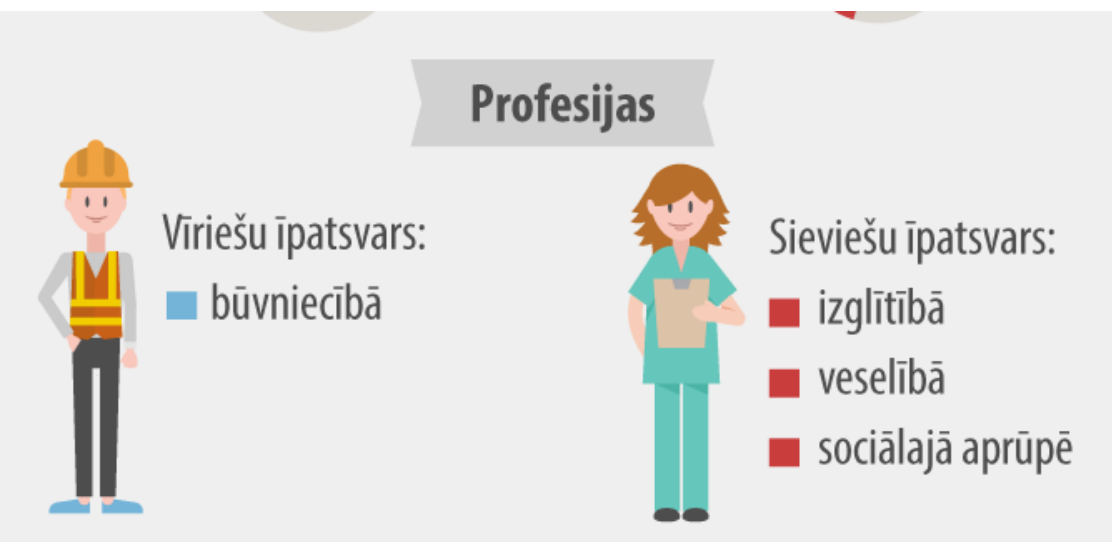 Profesijas
Vīriešu īpatsvars:
būvniecībā
Sieviešu īpatsvars:
izglītībā
veselībā
sociālajā aprūpē